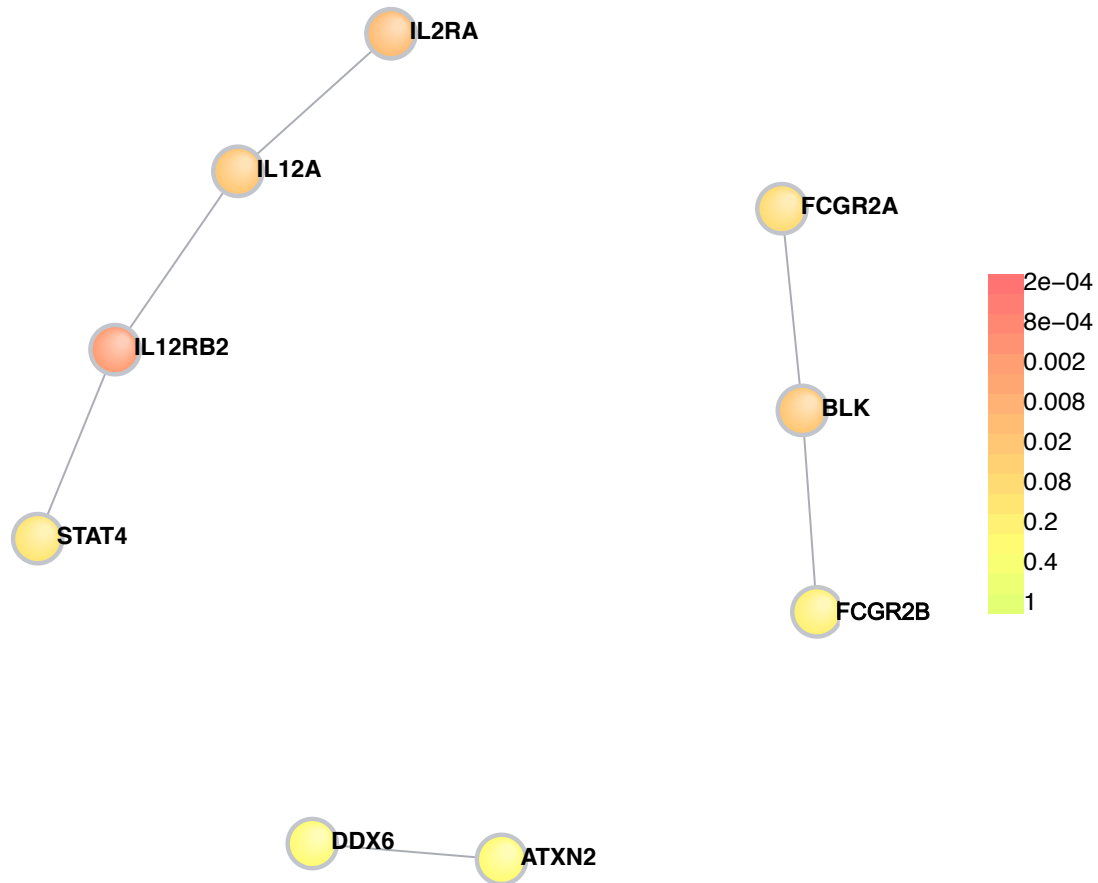 IL2RA
IL12A
FCGR2A
2e−04
8e−04
IL12RB2
0.002
0.008
BLK
0.02
0.08
0.2
STAT4
0.4
1
FCGR2B
DDX6
ATXN2